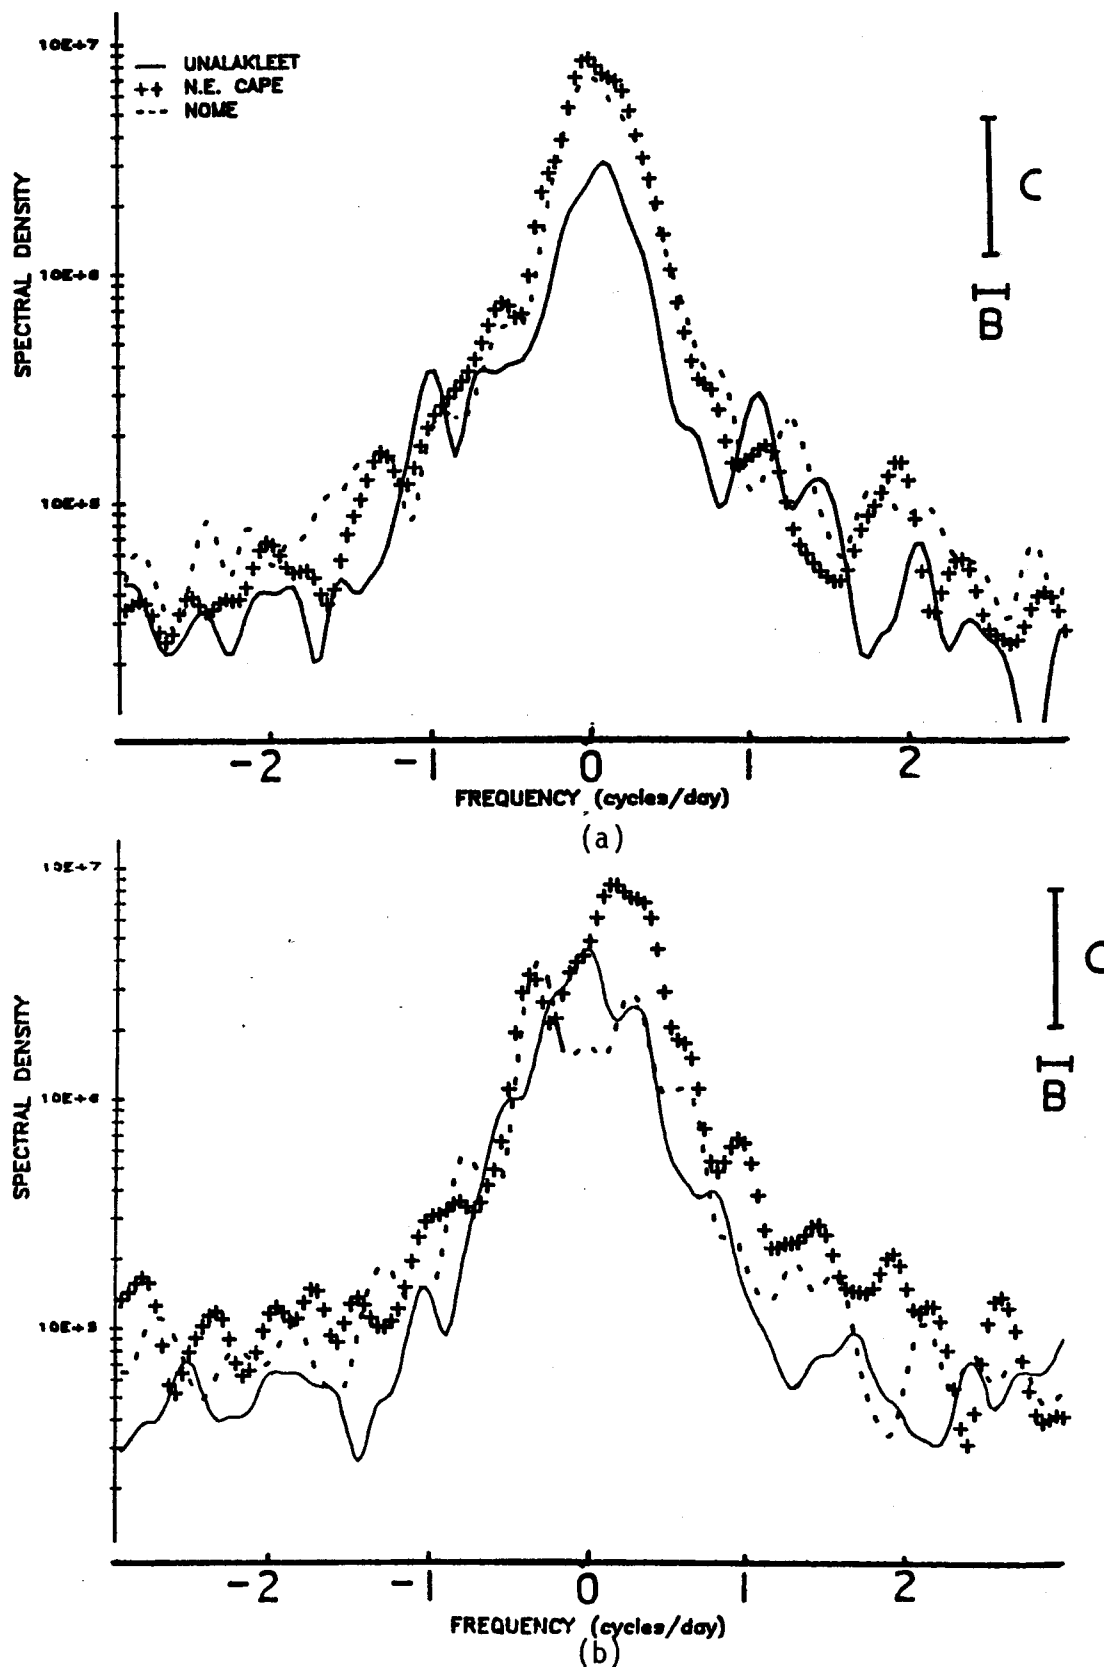 10E+7
— UNALAKLEET
++ N.E. CAPE
--- NOME
SPECTRAL DENSITY
C
10E+6
B
10E+5
-2 -1 0 1 2
FREQUENCY (cycles/day)
(a)
10E+7
C
SPECTRAL DENSITY
B
10E+6
10E+5
-2 -1 0 1 2
FREQUENCY (cycles/day)
(b)